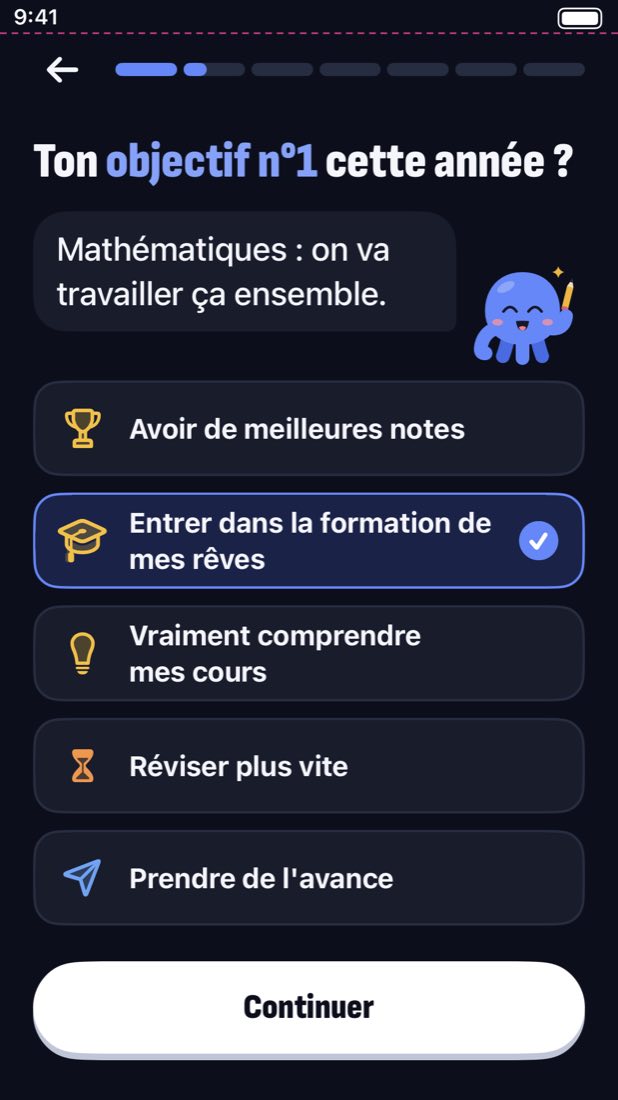 9:41
Ton objectif n°1 cette année ?
Mathématiques : on va
travailler ça ensemble.
Avoir de meilleures notes
Entrer dans la formation de
mes rêves
Vraiment comprendre
mes cours
Réviser plus vite
Prendre de l'avance
Continuer